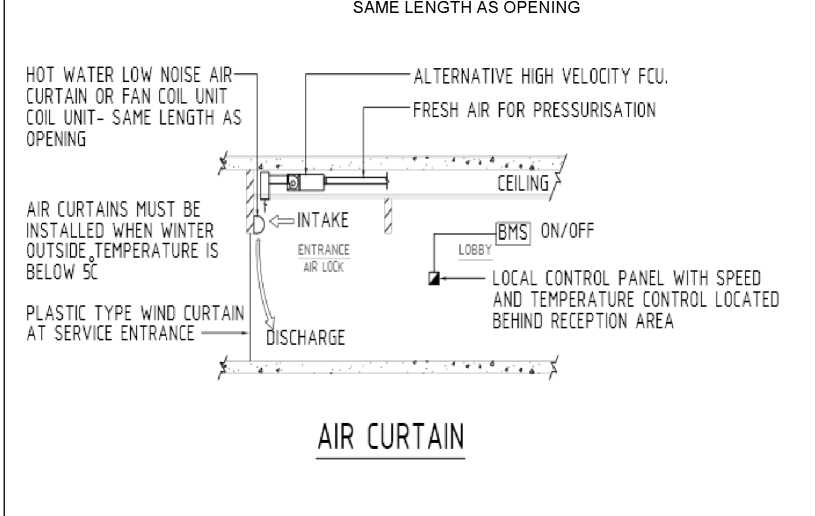 SAME LENGTH AS OPENING
HOT WATER LOW NOISE AIR
CURTAIN OR FAN COIL UNIT
COIL UNIT- SAME LENGTH AS
OPENING
ALTERNATIVE HIGH VELOCITY FCU.
FRESH AIR FOR PRESSURISATION
CEILING
AIR CURTAINS MUST BE
INSTALLED WHEN WINTER
OUTSIDE TEMPERATURE IS
BELOW 5°C
INTAKE
ENTRANCE
AIR LOCK
BMS ON/OFF
LOBBY
LOCAL CONTROL PANEL WITH SPEED
AND TEMPERATURE CONTROL LOCATED
BEHIND RECEPTION AREA
PLASTIC TYPE WIND CURTAIN
AT SERVICE ENTRANCE
DISCHARGE
AIR CURTAIN